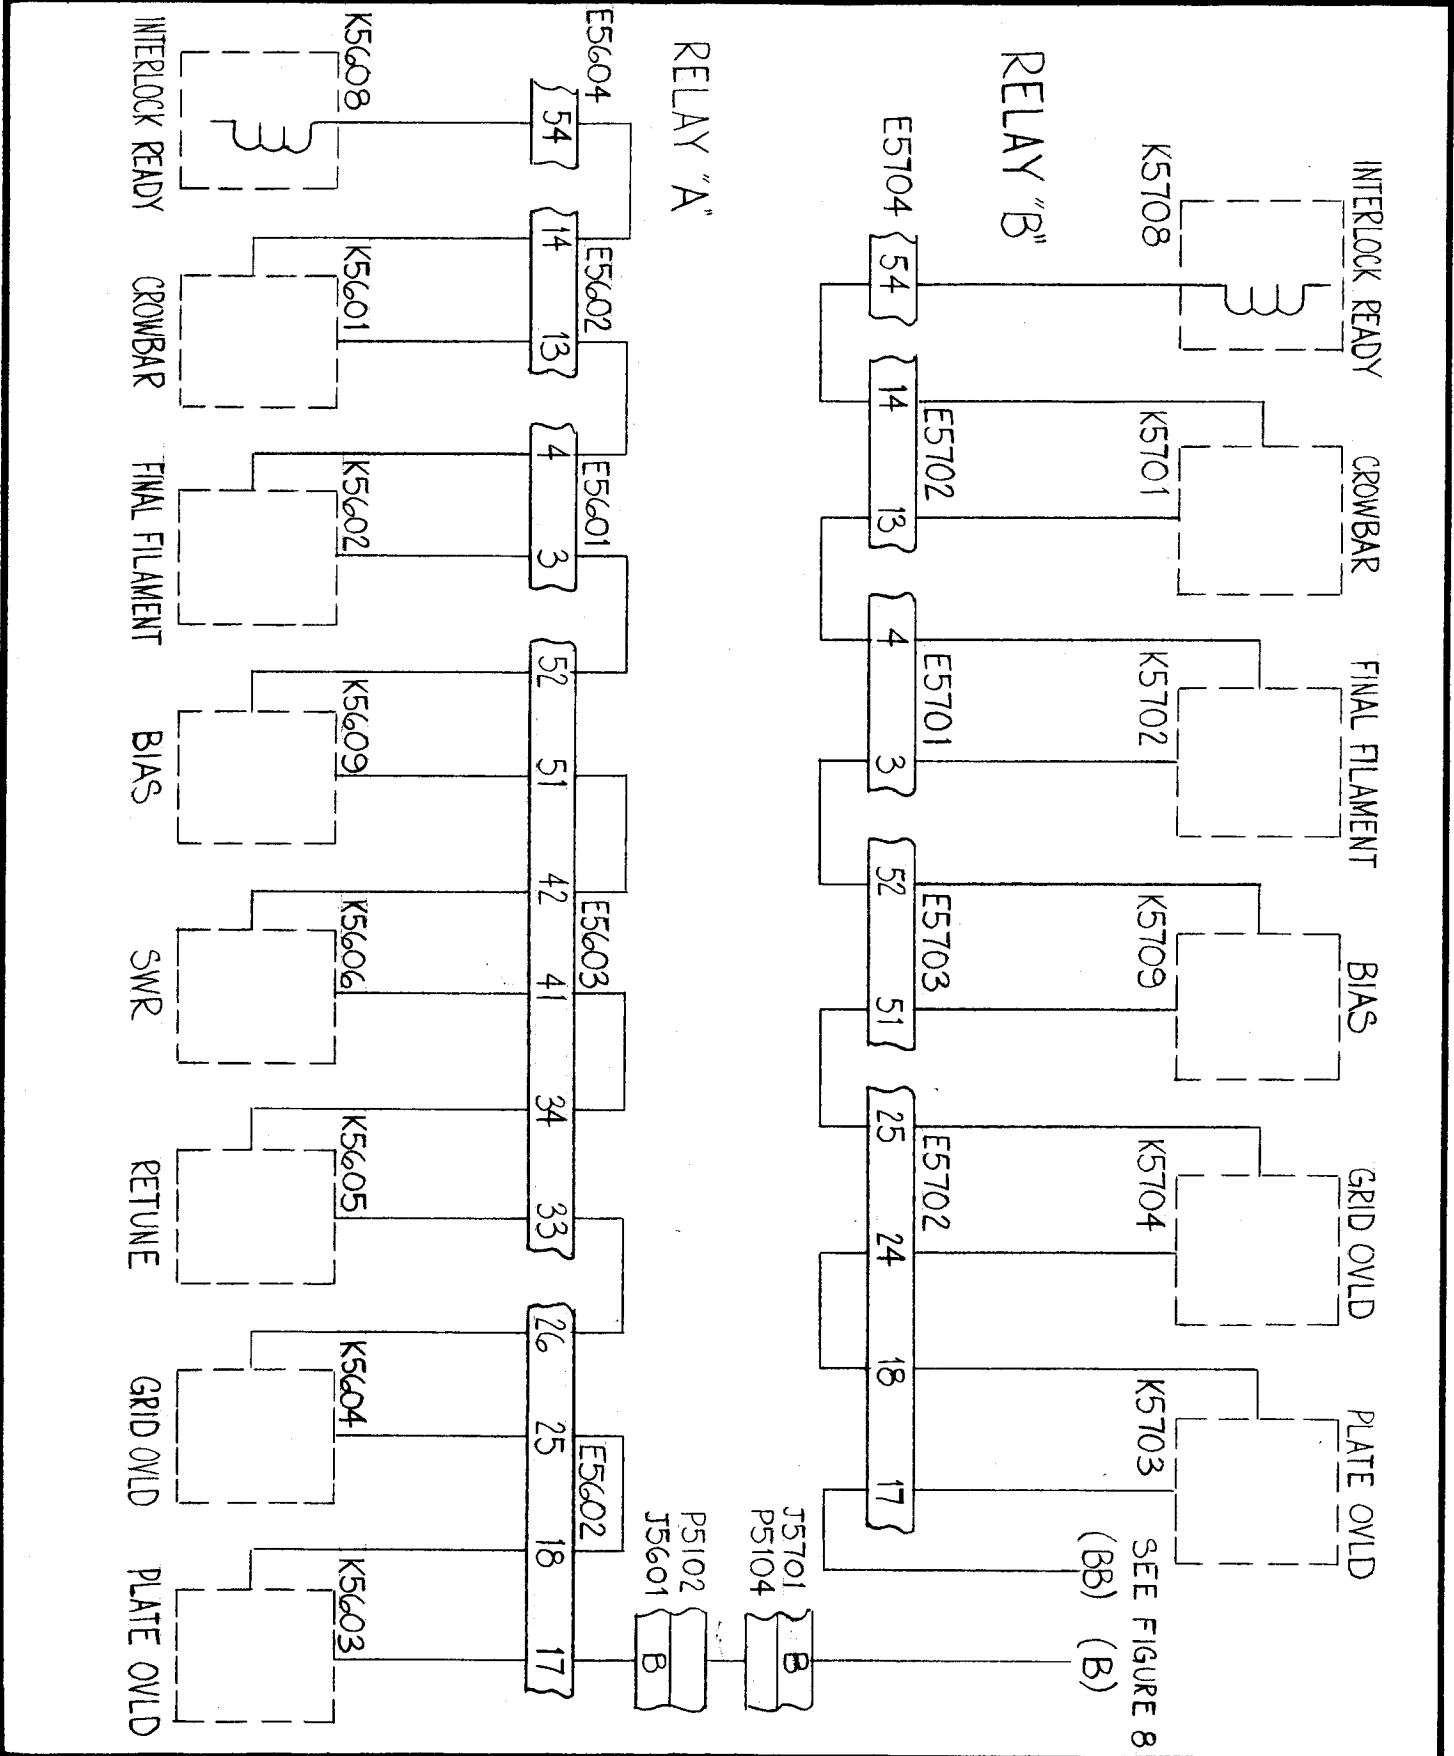 INTERLOCK READY
CROWBAR
FINAL FILAMENT
BIAS
GRID OVLD
PLATE OVLD
K5708
K5701
K5702
K5709
K5704
K5703
SEE FIGURE 8
RELAY "B"
(BB)
(B)
E5702
E5701
E5703
E5702
E5704
54
14
13
4
3
52
51
25
24
18
17
J5701
P5104
B
RELAY "A"
P5102
J5601
B
E5604
E5602
E5601
E5603
E5602
54
14
13
4
3
52
51
42
41
34
33
26
25
18
17
K5608
K5601
K5602
K5609
K5606
K5605
K5604
K5603
INTERLOCK READY
CROWBAR
FINAL FILAMENT
BIAS
SWR
RETUNE
GRID OVLD
PLATE OVLD